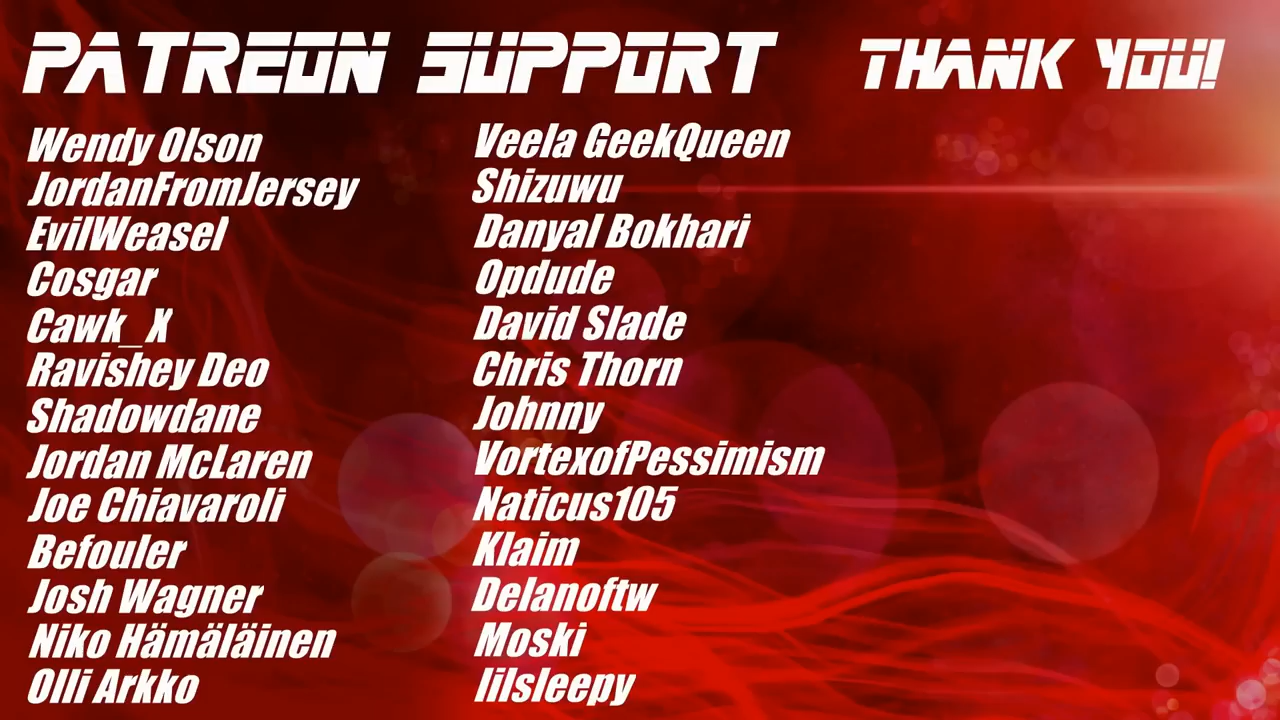 PATREON SUPPORT THANK YOU!
Wendy Olson
JordanFromJersey
EvilWeasel
Cosgar
Cawk_X
Ravishey Deo
Shadowdane
Jordan McLaren
Joe Chiavaroli
Befouler
Josh Wagner
Niko Hämäläinen
Olli Arkko
Veela GeekQueen
Shizuwu
Danyal Bokhari
Opdude
David Slade
Chris Thorn
Johnny
VortexofPessimism
Naticus105
Klaim
Delanoftw
Moski
lilsleepy